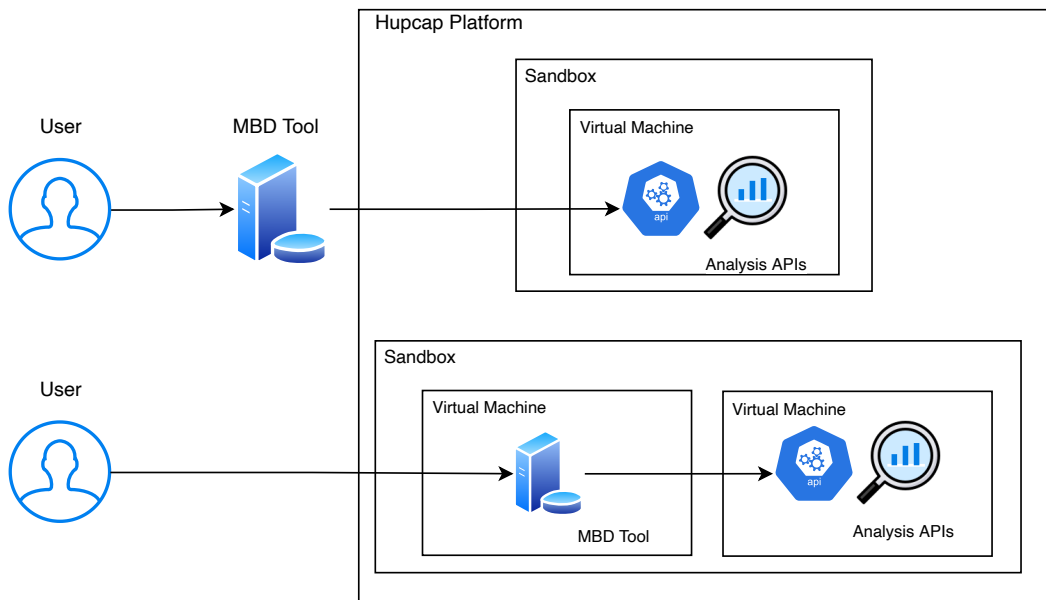 Hupcap Platform
Sandbox
User
MBD Tool
Virtual Machine
api
Analysis APIs
Sandbox
User
Virtual Machine
Virtual Machine
api
MBD Tool
Analysis APIs